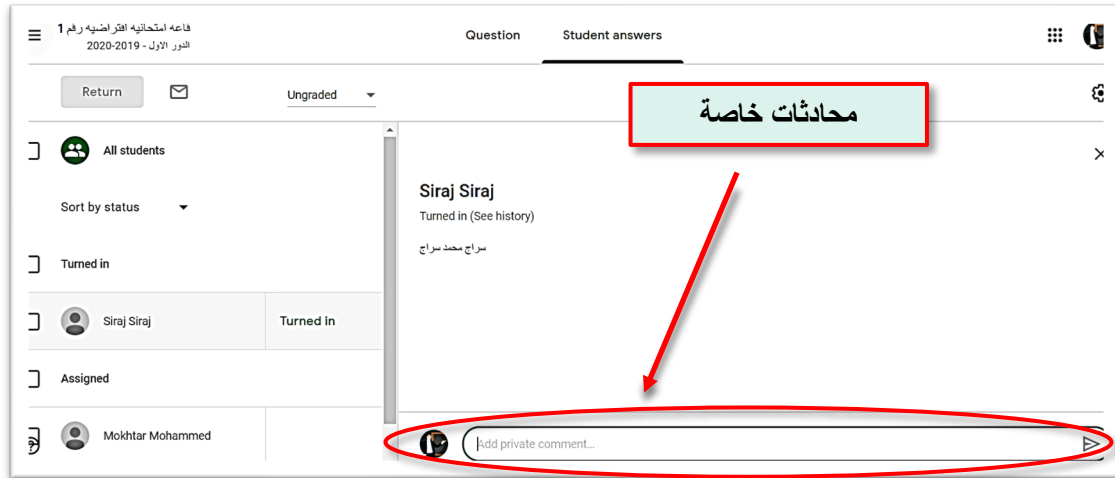 فاعه امتحانيه افتراضيه رفم 1
الدور الاول - 2019-2020
Question
Student answers
Return
Ungraded
محادثات خاصة
All students
Sort by status
Siraj Siraj
Turned in (See history)
سراج محمد سراج
Turned in
Siraj Siraj
Turned in
Assigned
Mokhtar Mohammed
Add private comment...